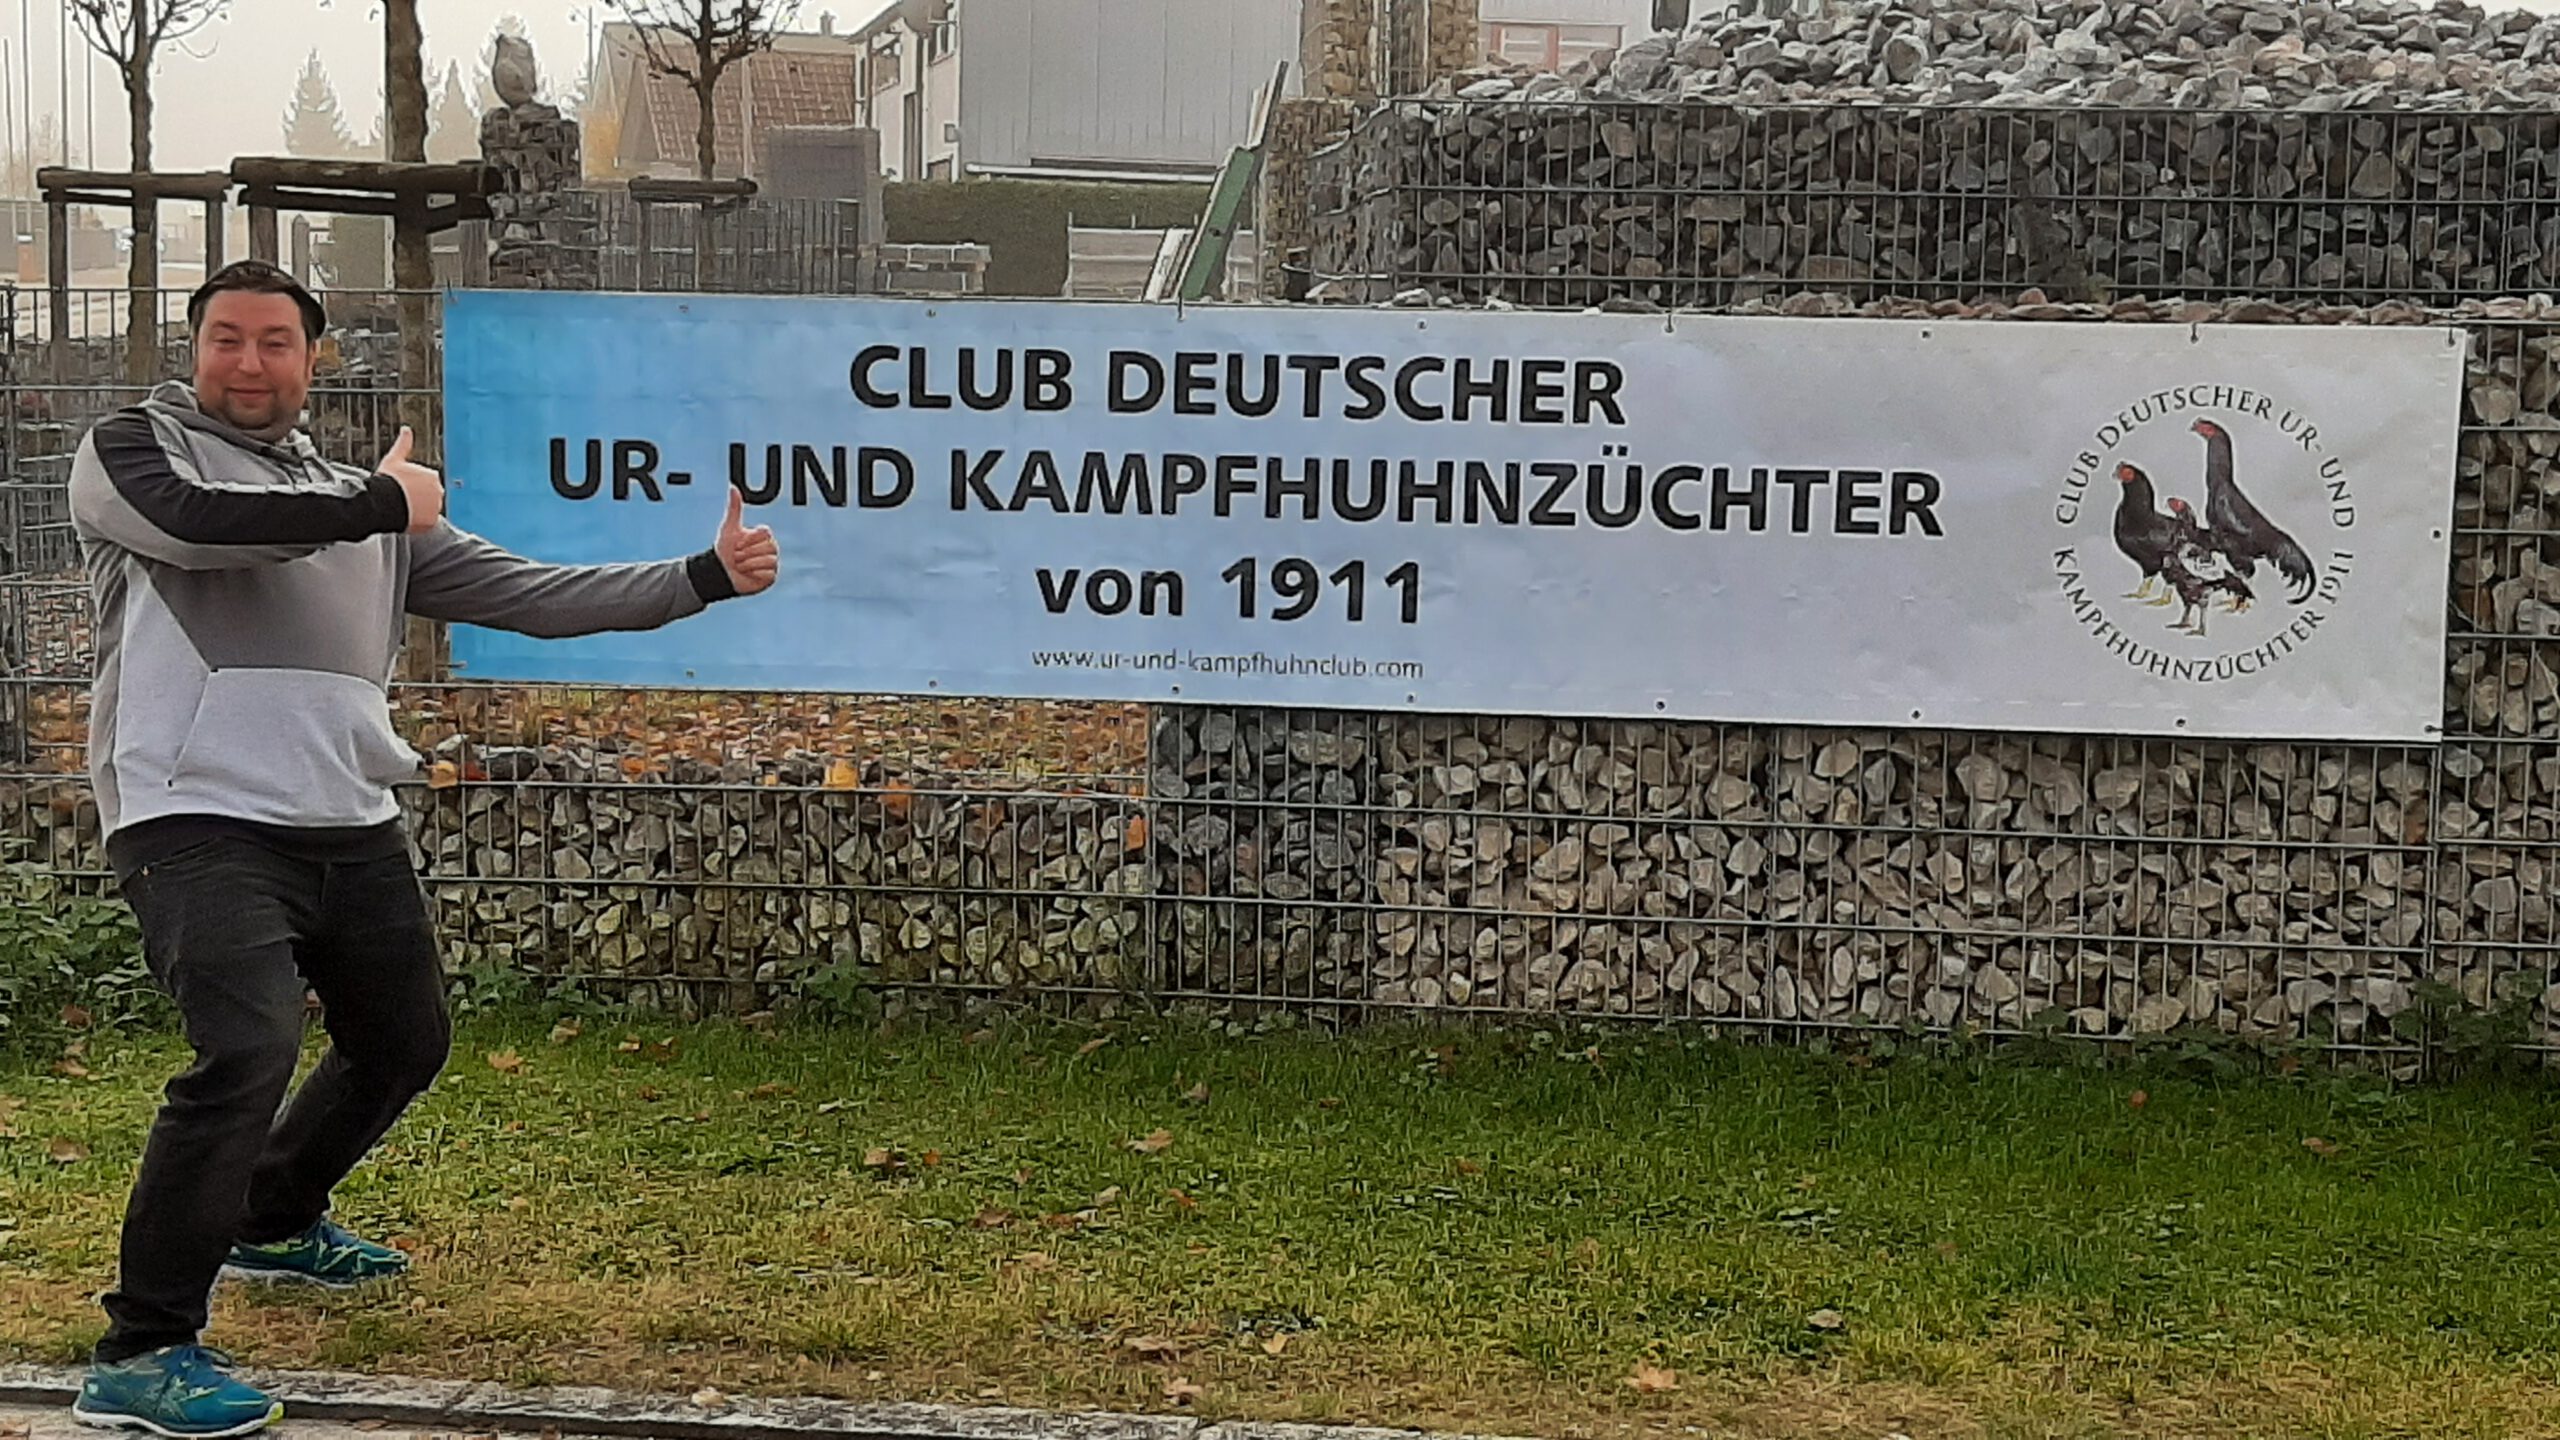 CLUB DEUTSCHER
UR- UND KAMPFHUHNZÜCHTER
von 1911
www.ur-und-kampfhuhnclub.com
CLUB DEUTSCHER UR- UND
KAMPFHUHNZÜCHTER 1911